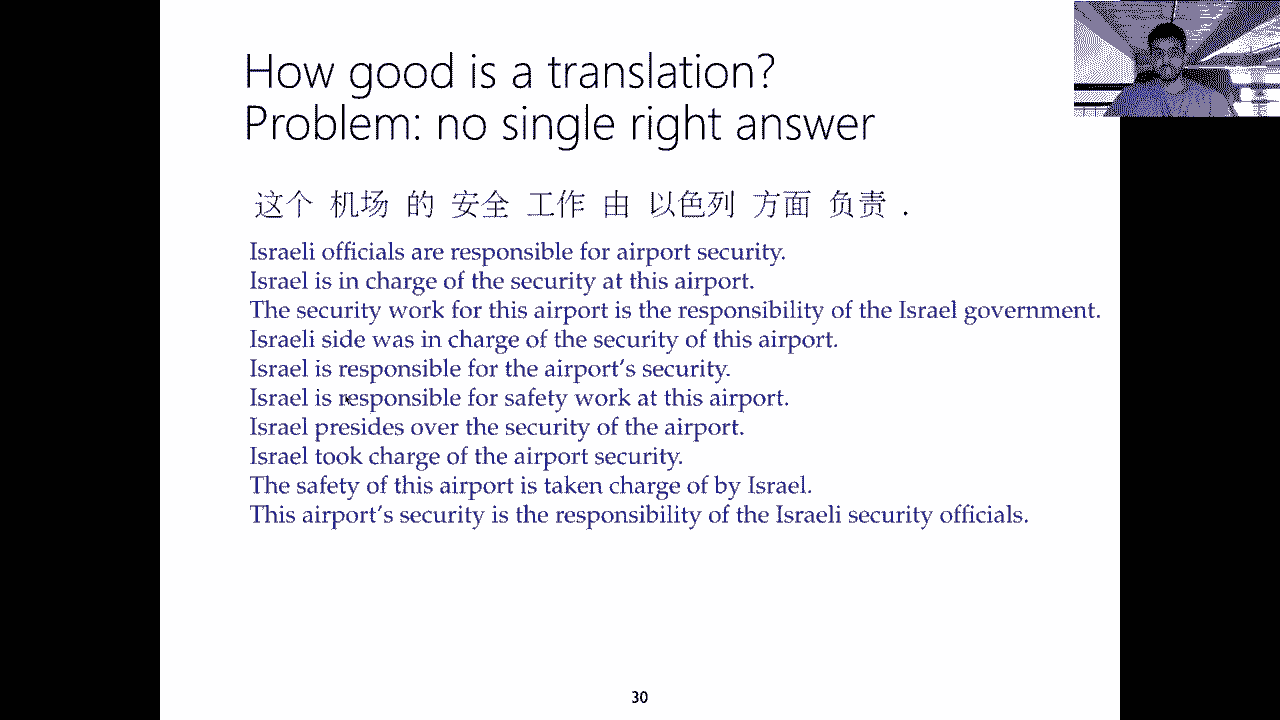 How good is a translation?
Problem: no single right answer
这个 机场 的 安全 工作 由 以色列 方面 负责 .
Israeli officials are responsible for airport security.
Israel is in charge of the security at this airport.
The security work for this airport is the responsibility of the Israel government.
Israeli side was in charge of the security of this airport.
Israel is responsible for the airport's security.
Israel is responsible for safety work at this airport.
Israel presides over the security of the airport.
Israel took charge of the airport security.
The safety of this airport is taken charge of by Israel.
This airport's security is the responsibility of the Israeli security officials.
30